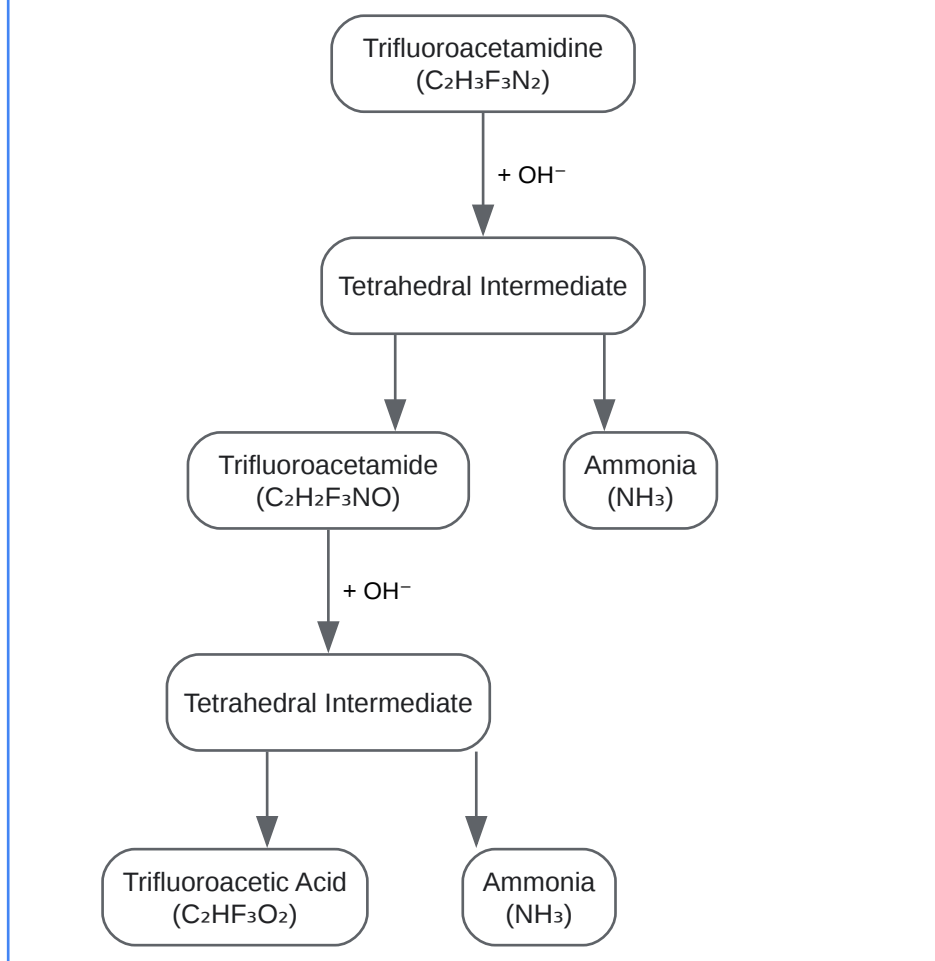 Trifluoroacetamidine
(C₂H₃F₃N₂)
+ OH⁻
Tetrahedral Intermediate
Trifluoroacetamide
(C₂H₂F₃NO)
Ammonia
(NH₃)
+ OH⁻
Tetrahedral Intermediate
Trifluoroacetic Acid
(C₂HF₃O₂)
Ammonia
(NH₃)